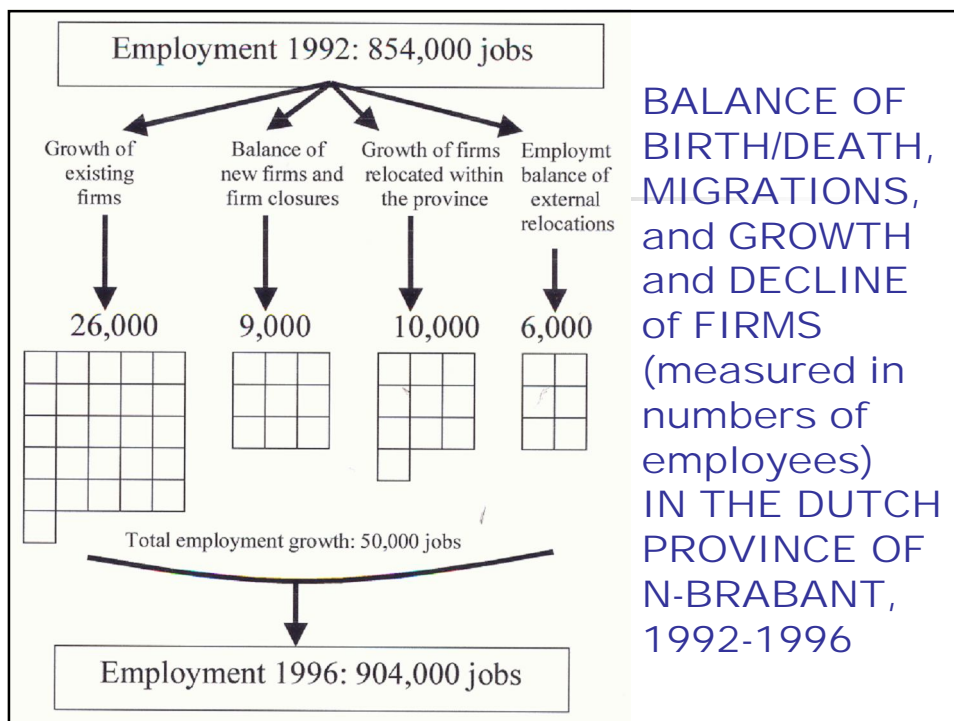 Employment 1992: 854,000 jobs
Growth of
existing
firms
Balance of
new firms and
firm closures
Growth of firms
relocated within
the province
Employmt
balance of
external
relocations
26,000
9,000
10,000
6,000
Total employment growth: 50,000 jobs
Employment 1996: 904,000 jobs
BALANCE OF
BIRTH/DEATH,
MIGRATIONS,
and GROWTH
and DECLINE
of FIRMS
(measured in
numbers of
employees)
IN THE DUTCH
PROVINCE OF
N-BRABANT,
1992-1996